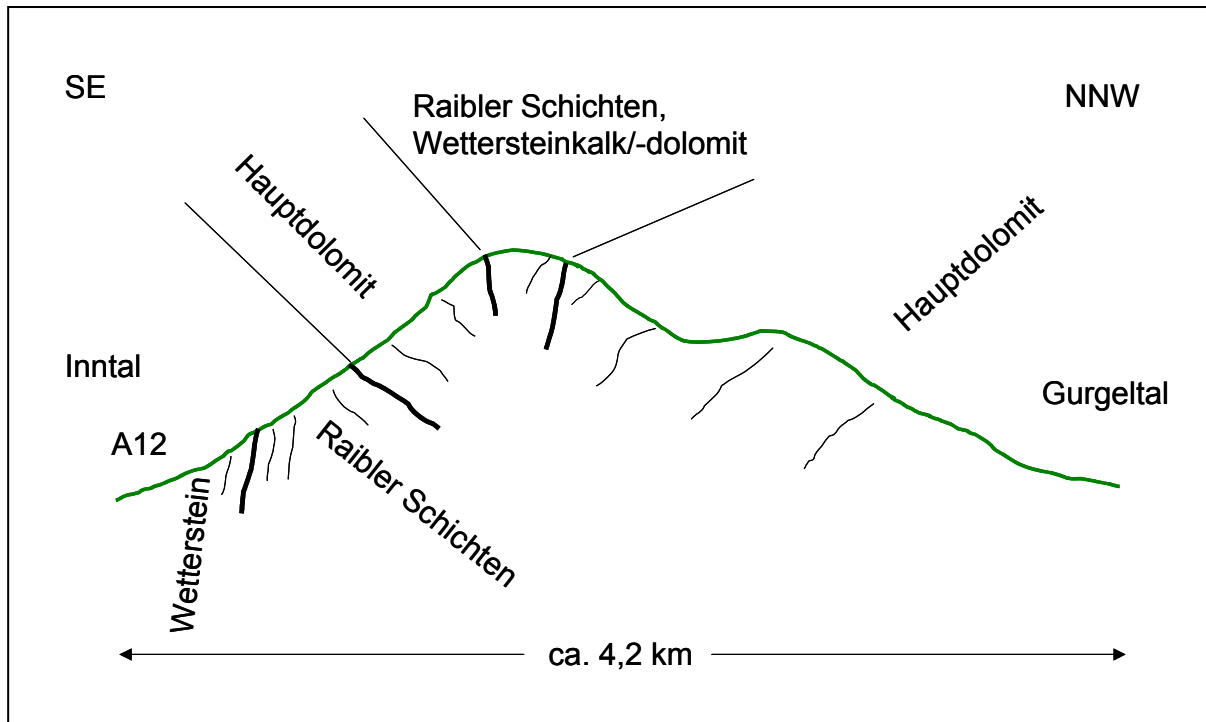 SE
NNW
Raibler Schichten,
Wettersteinkalk/-dolomit
Hauptdolomit
Hauptdolomit
Inntal
Gurgeltal
A12
Raibler Schichten
Wetterstein
ca. 4,2 km